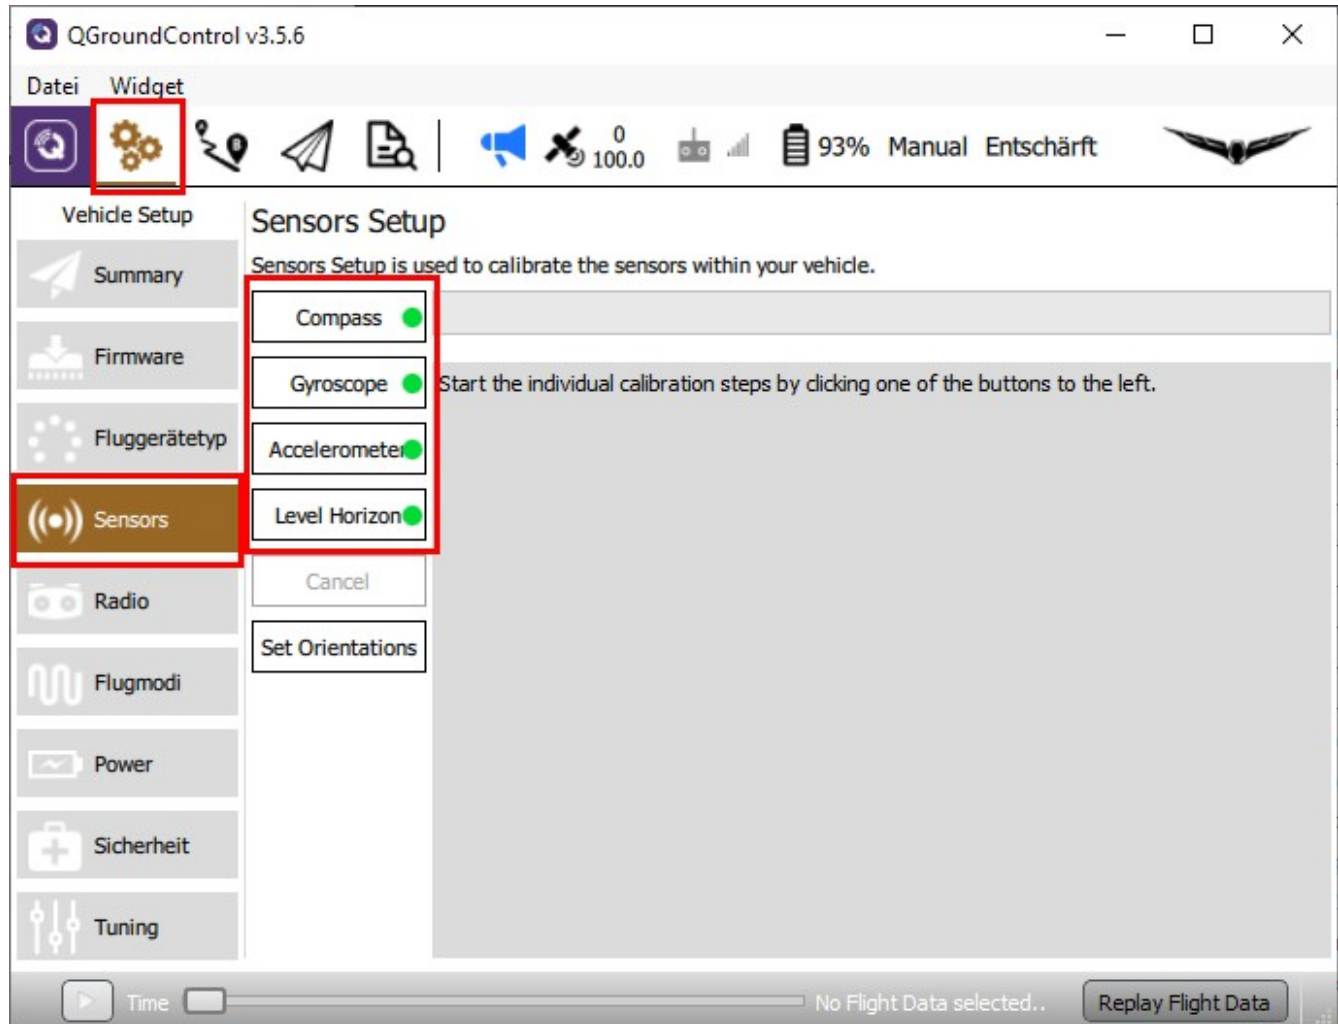 QGroundControl v3.5.6
Datei Widget
0
100.0
93% Manual Entschärft
Vehicle Setup
Summary
Firmware
Fluggerätetyp
Sensors
Radio
Flugmodi
Power
Sicherheit
Tuning
Sensors Setup
Sensors Setup is used to calibrate the sensors within your vehicle.
Compass
Gyroscope
Accelerometer
Level Horizon
Cancel
Set Orientations
Start the individual calibration steps by clicking one of the buttons to the left.
Time
No Flight Data selected..
Replay Flight Data